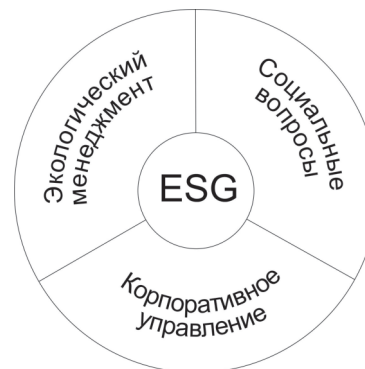 Экологический
менеджмент
Социальные
вопросы
ESG
Корпоративное
управление